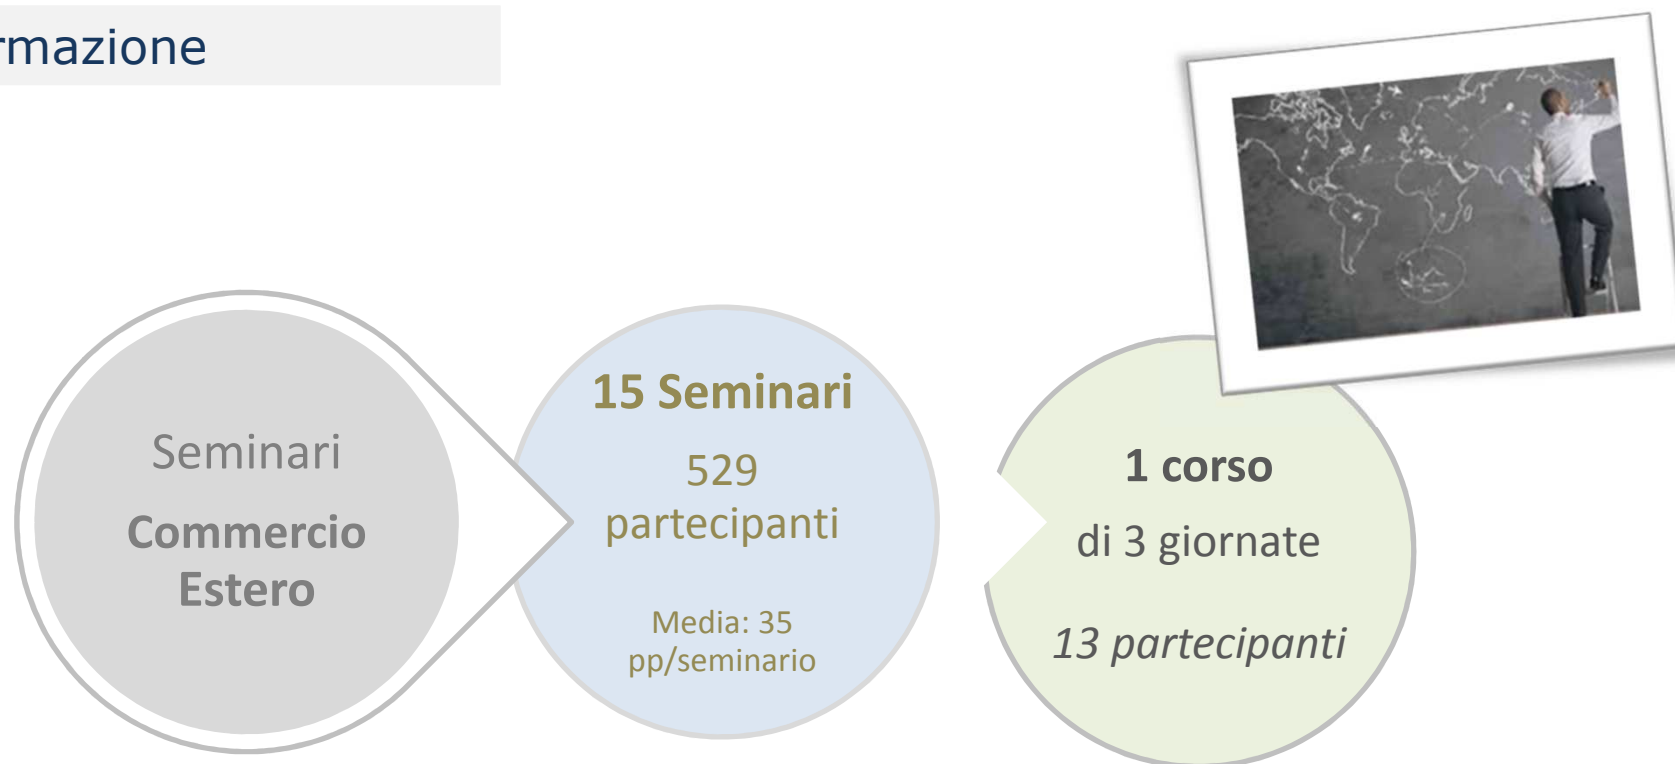 rmazione
Seminari
Commercio
Estero
15 Seminari
529
partecipanti
Media: 35
pp/seminario
1 corso
di 3 giornate
13 partecipanti